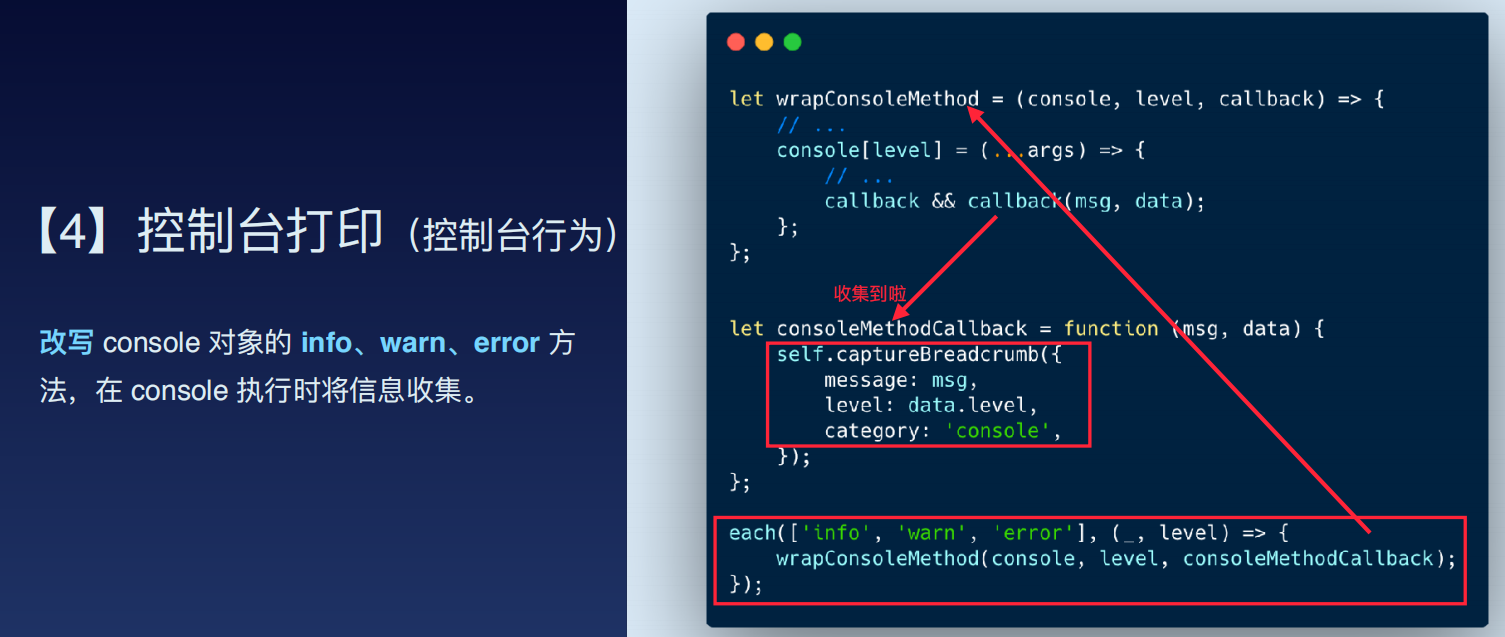 【4】控制台打印（控制台行为）
改写 console 对象的 info、warn、error 方
法，在 console 执行时将信息收集。
let wrapConsoleMethod = (console, level, callback) => {
// ...
console[level] = (...args) => {
// ...
callback && callback(msg, data);
};
};
收集到啦
let consoleMethodCallback = function (msg, data) {
self.captureBreadcrumb({
message: msg,
level: data.level,
category: 'console',
});
};
each(['info', 'warn', 'error'], (_, level) => {
wrapConsoleMethod(console, level, consoleMethodCallback);
});